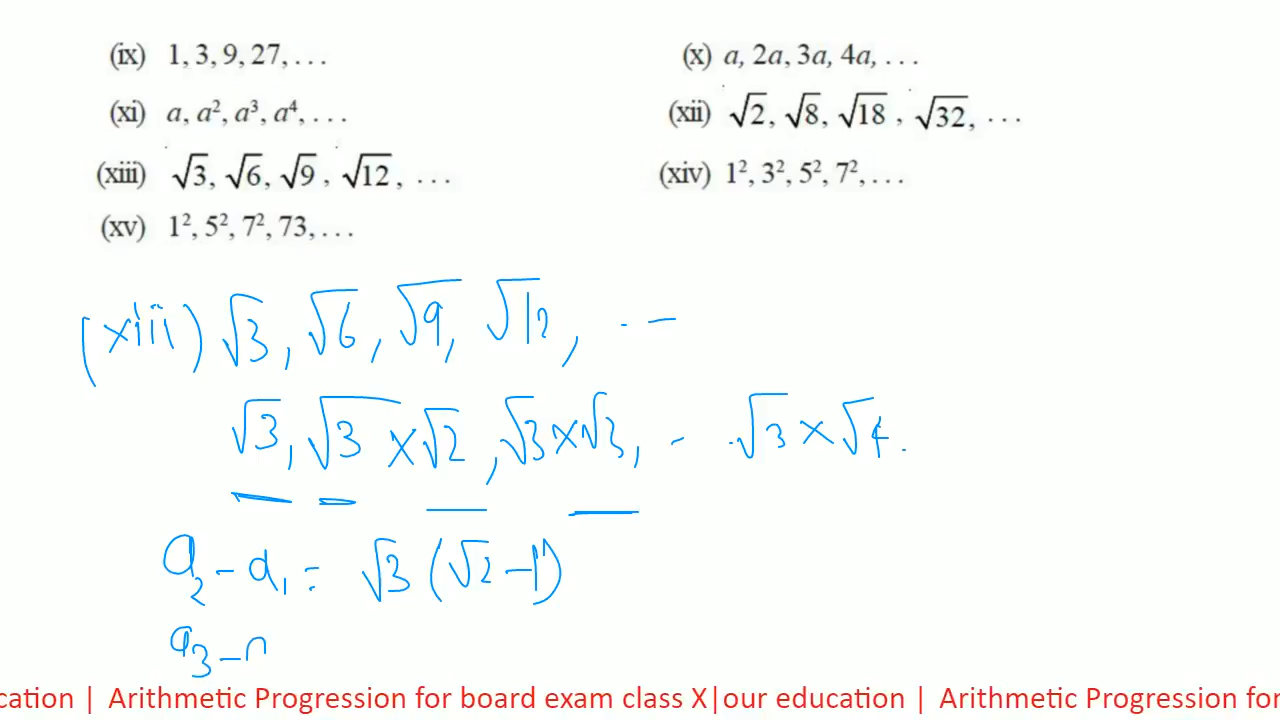 (ix) 1, 3, 9, 27, . . . (x) a, 2a, 3a, 4a, . . .
(xi) a, a², a³, a⁴, . . . (xii) √2, √8, √18 , √32, . . .
(xiii) √3, √6, √9 , √12 , . . . (xiv) 1², 3², 5², 7², . . .
(xv) 1², 5², 7², 73, . . .
(xiii) √3, √6, √9, √12, . –
√3, √3 × √2, √3 × √3, - . √3 × √4 .
a₂ – a₁ = √3 (√2 – 1)
a₃ – a
cation | Arithmetic Progression for board exam class X|our education | Arithmetic Progression for